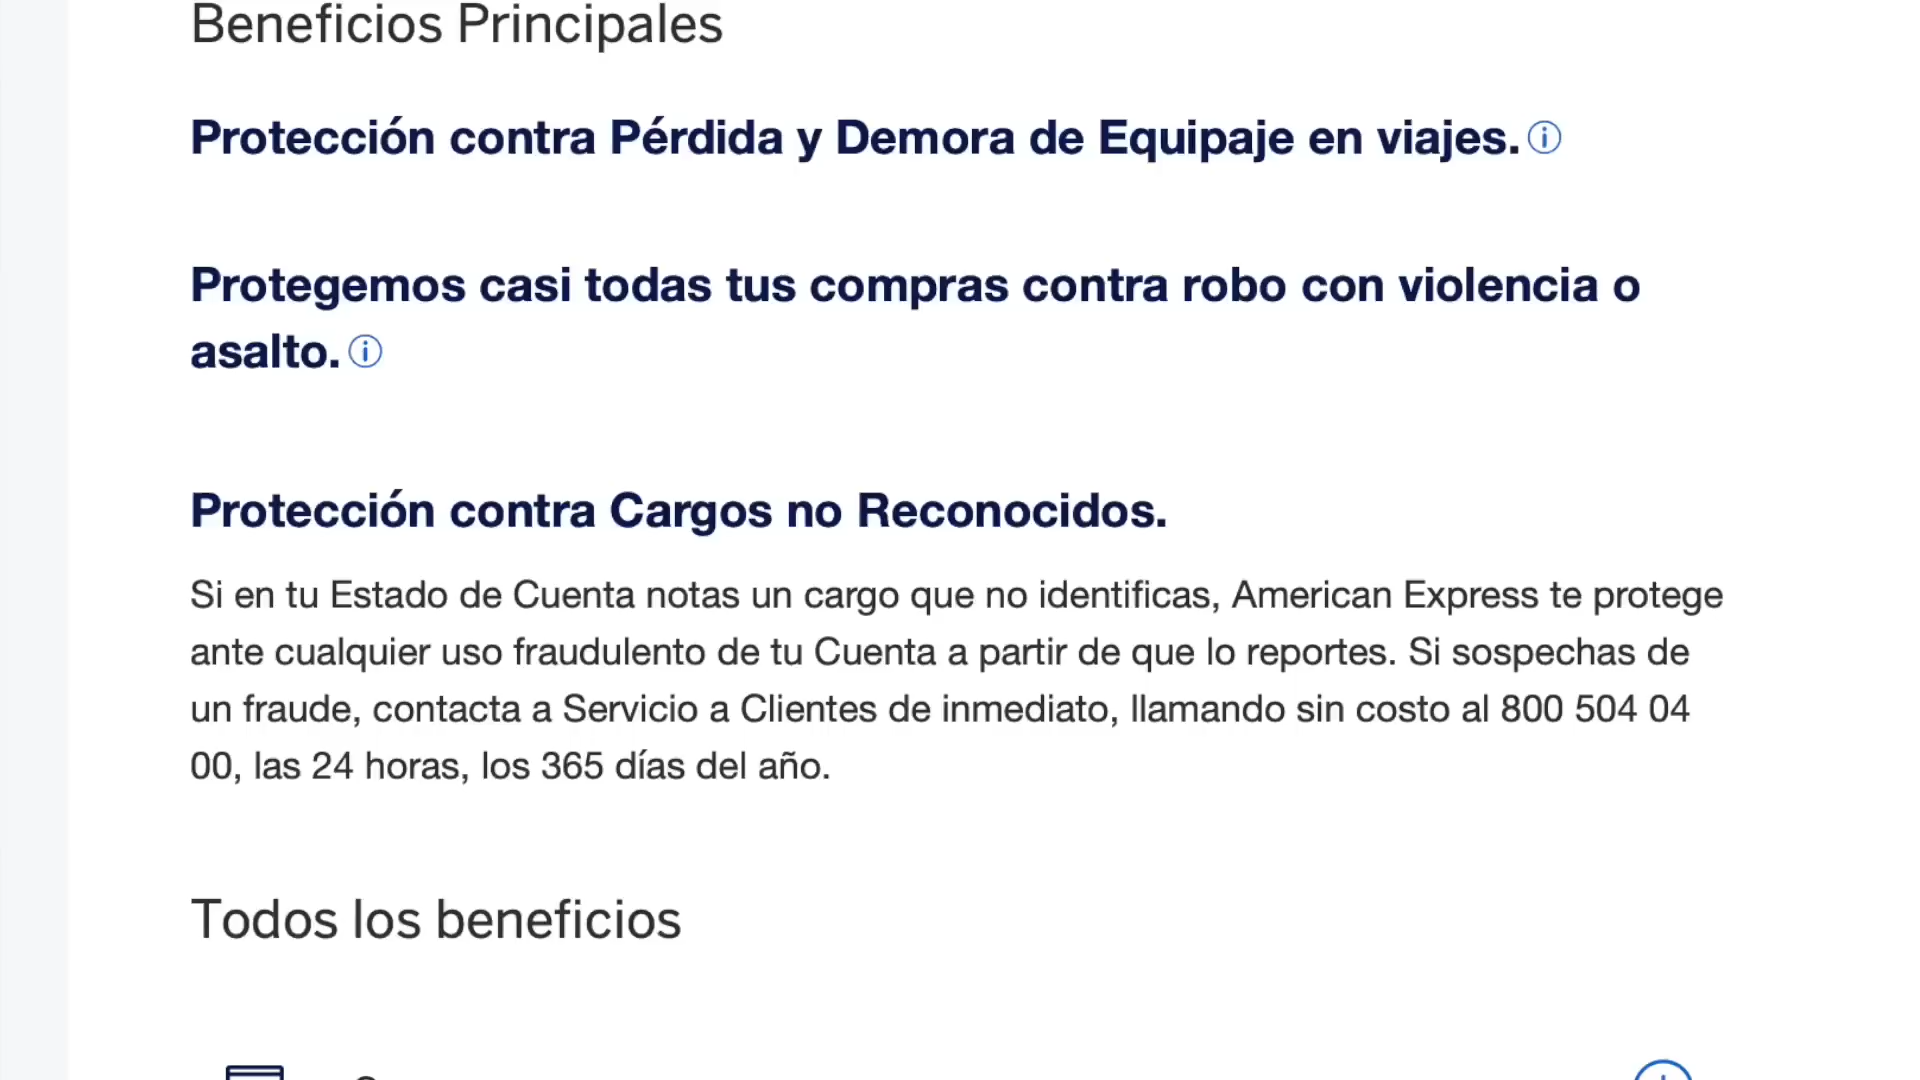 Beneficios Principales
Protección contra Pérdida y Demora de Equipaje en viajes.
Protegemos casi todas tus compras contra robo con violencia o
asalto.
Protección contra Cargos no Reconocidos.
Si en tu Estado de Cuenta notas un cargo que no identificas, American Express te protege
ante cualquier uso fraudulento de tu Cuenta a partir de que lo reportes. Si sospechas de
un fraude, contacta a Servicio a Clientes de inmediato, llamando sin costo al 800 504 04
00, las 24 horas, los 365 días del año.
Todos los beneficios